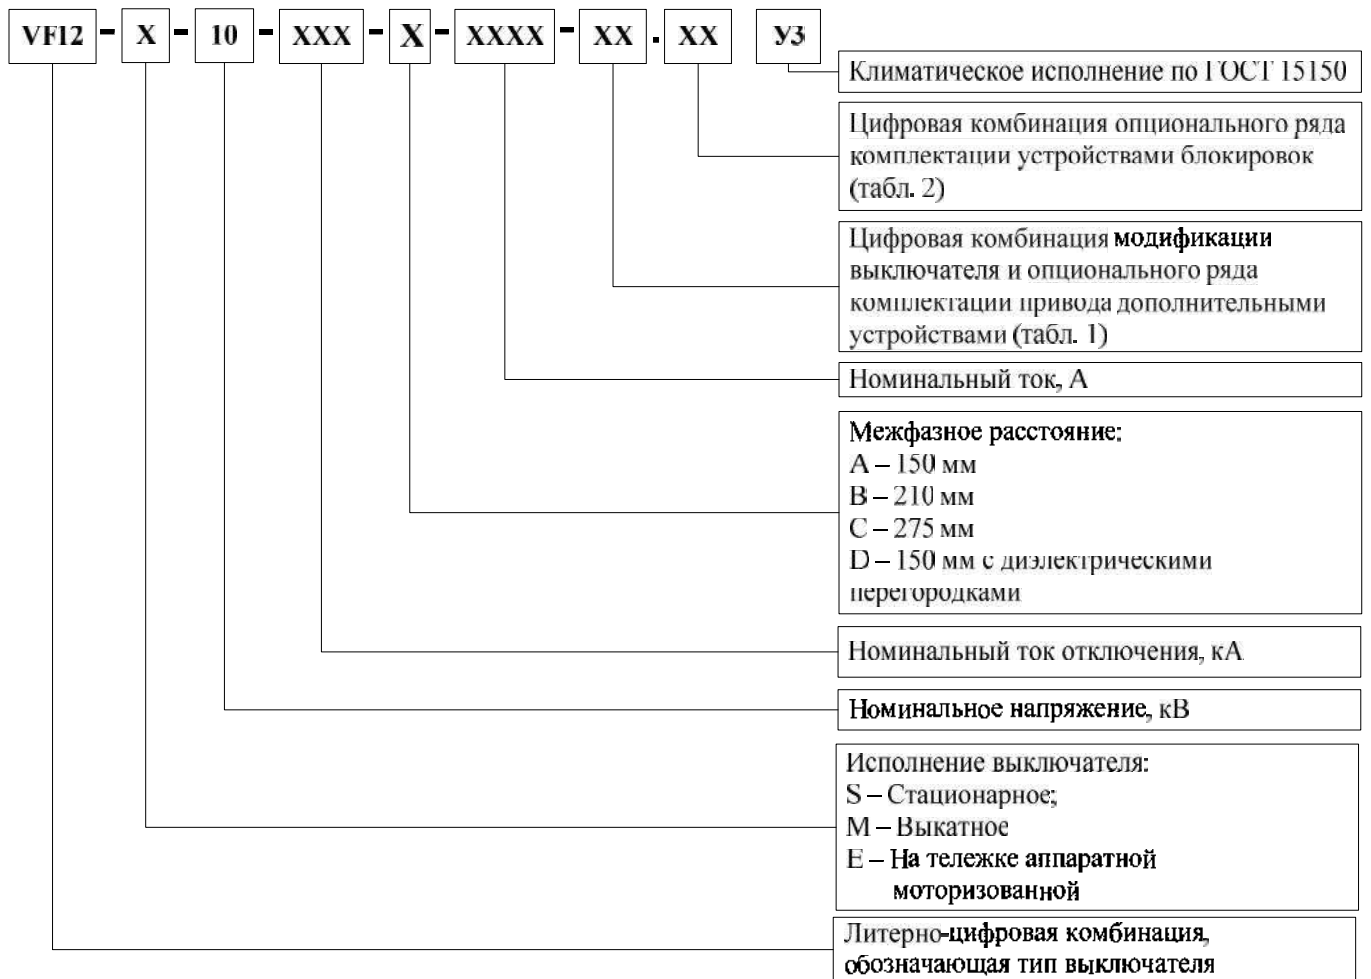 VF12 - X - 10 - XXX - X - XXXX - XX . XX У3
Климатическое исполнение по ГОСТ 15150
Цифровая комбинация опционального ряда
комплектации устройствами блокировок
(табл. 2)
Цифровая комбинация модификации
выключателя и опционального ряда
комплектации привода дополнительными
устройствами (табл. 1)
Номинальный ток, А
Межфазное расстояние:
A – 150 мм
B – 210 мм
C – 275 мм
D – 150 мм с диэлектрическими
перегородками
Номинальный ток отключения, кА
Номинальное напряжение, кВ
Исполнение выключателя:
S – Стационарное;
M – Выкатное
E – На тележке аппаратной
моторизованной
Литерно-цифровая комбинация,
обозначающая тип выключателя